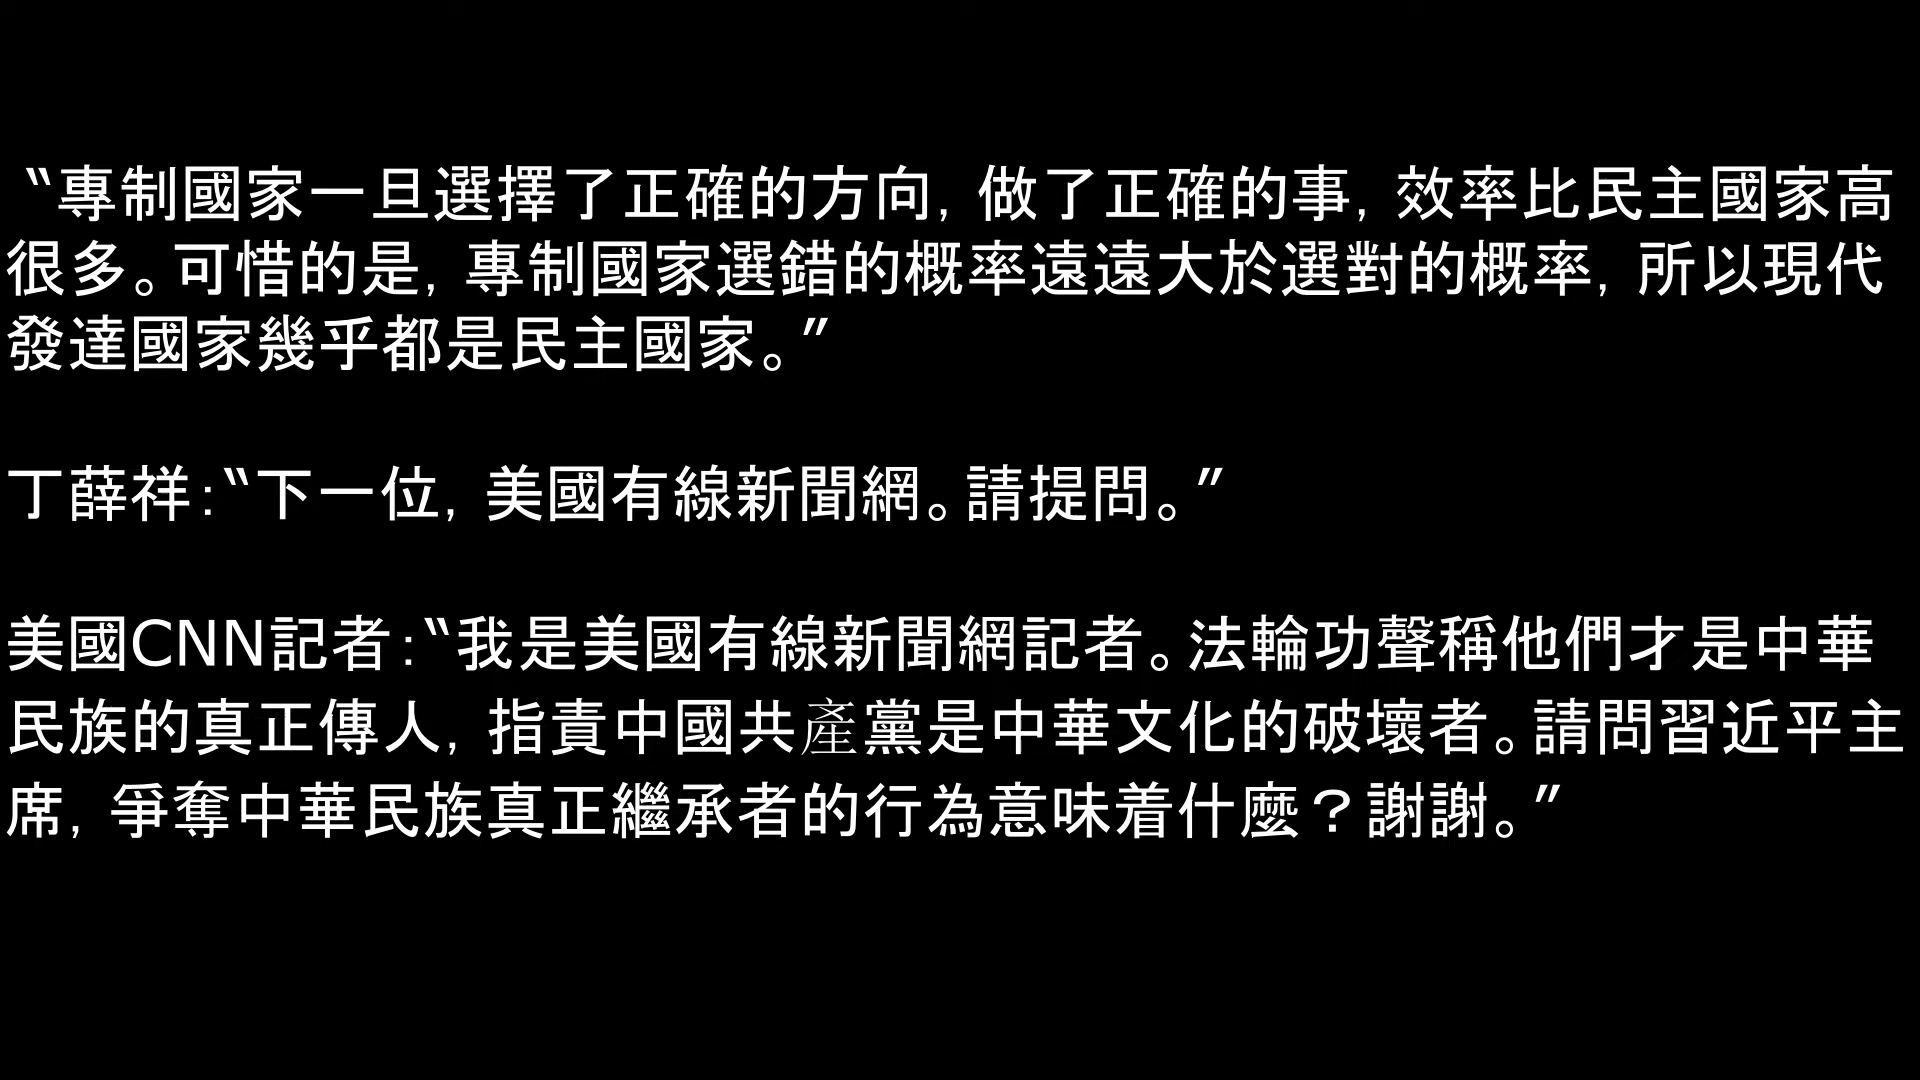 〝專制國家一旦選擇了正確的方向，做了正確的事，效率比民主國家高
很多。可惜的是，專制國家選錯的概率遠遠大於選對的概率，所以現代
發達國家幾乎都是民主國家。〞
丁薛祥：〝下一位，美國有線新聞網。請提問。〞
美國CNN記者：〝我是美國有線新聞網記者。法輪功聲稱他們才是中華
民族的真正傳人，指責中國共產黨是中華文化的破壞者。請問習近平主
席，爭奪中華民族真正繼承者的行為意味着什麼？謝謝。〞